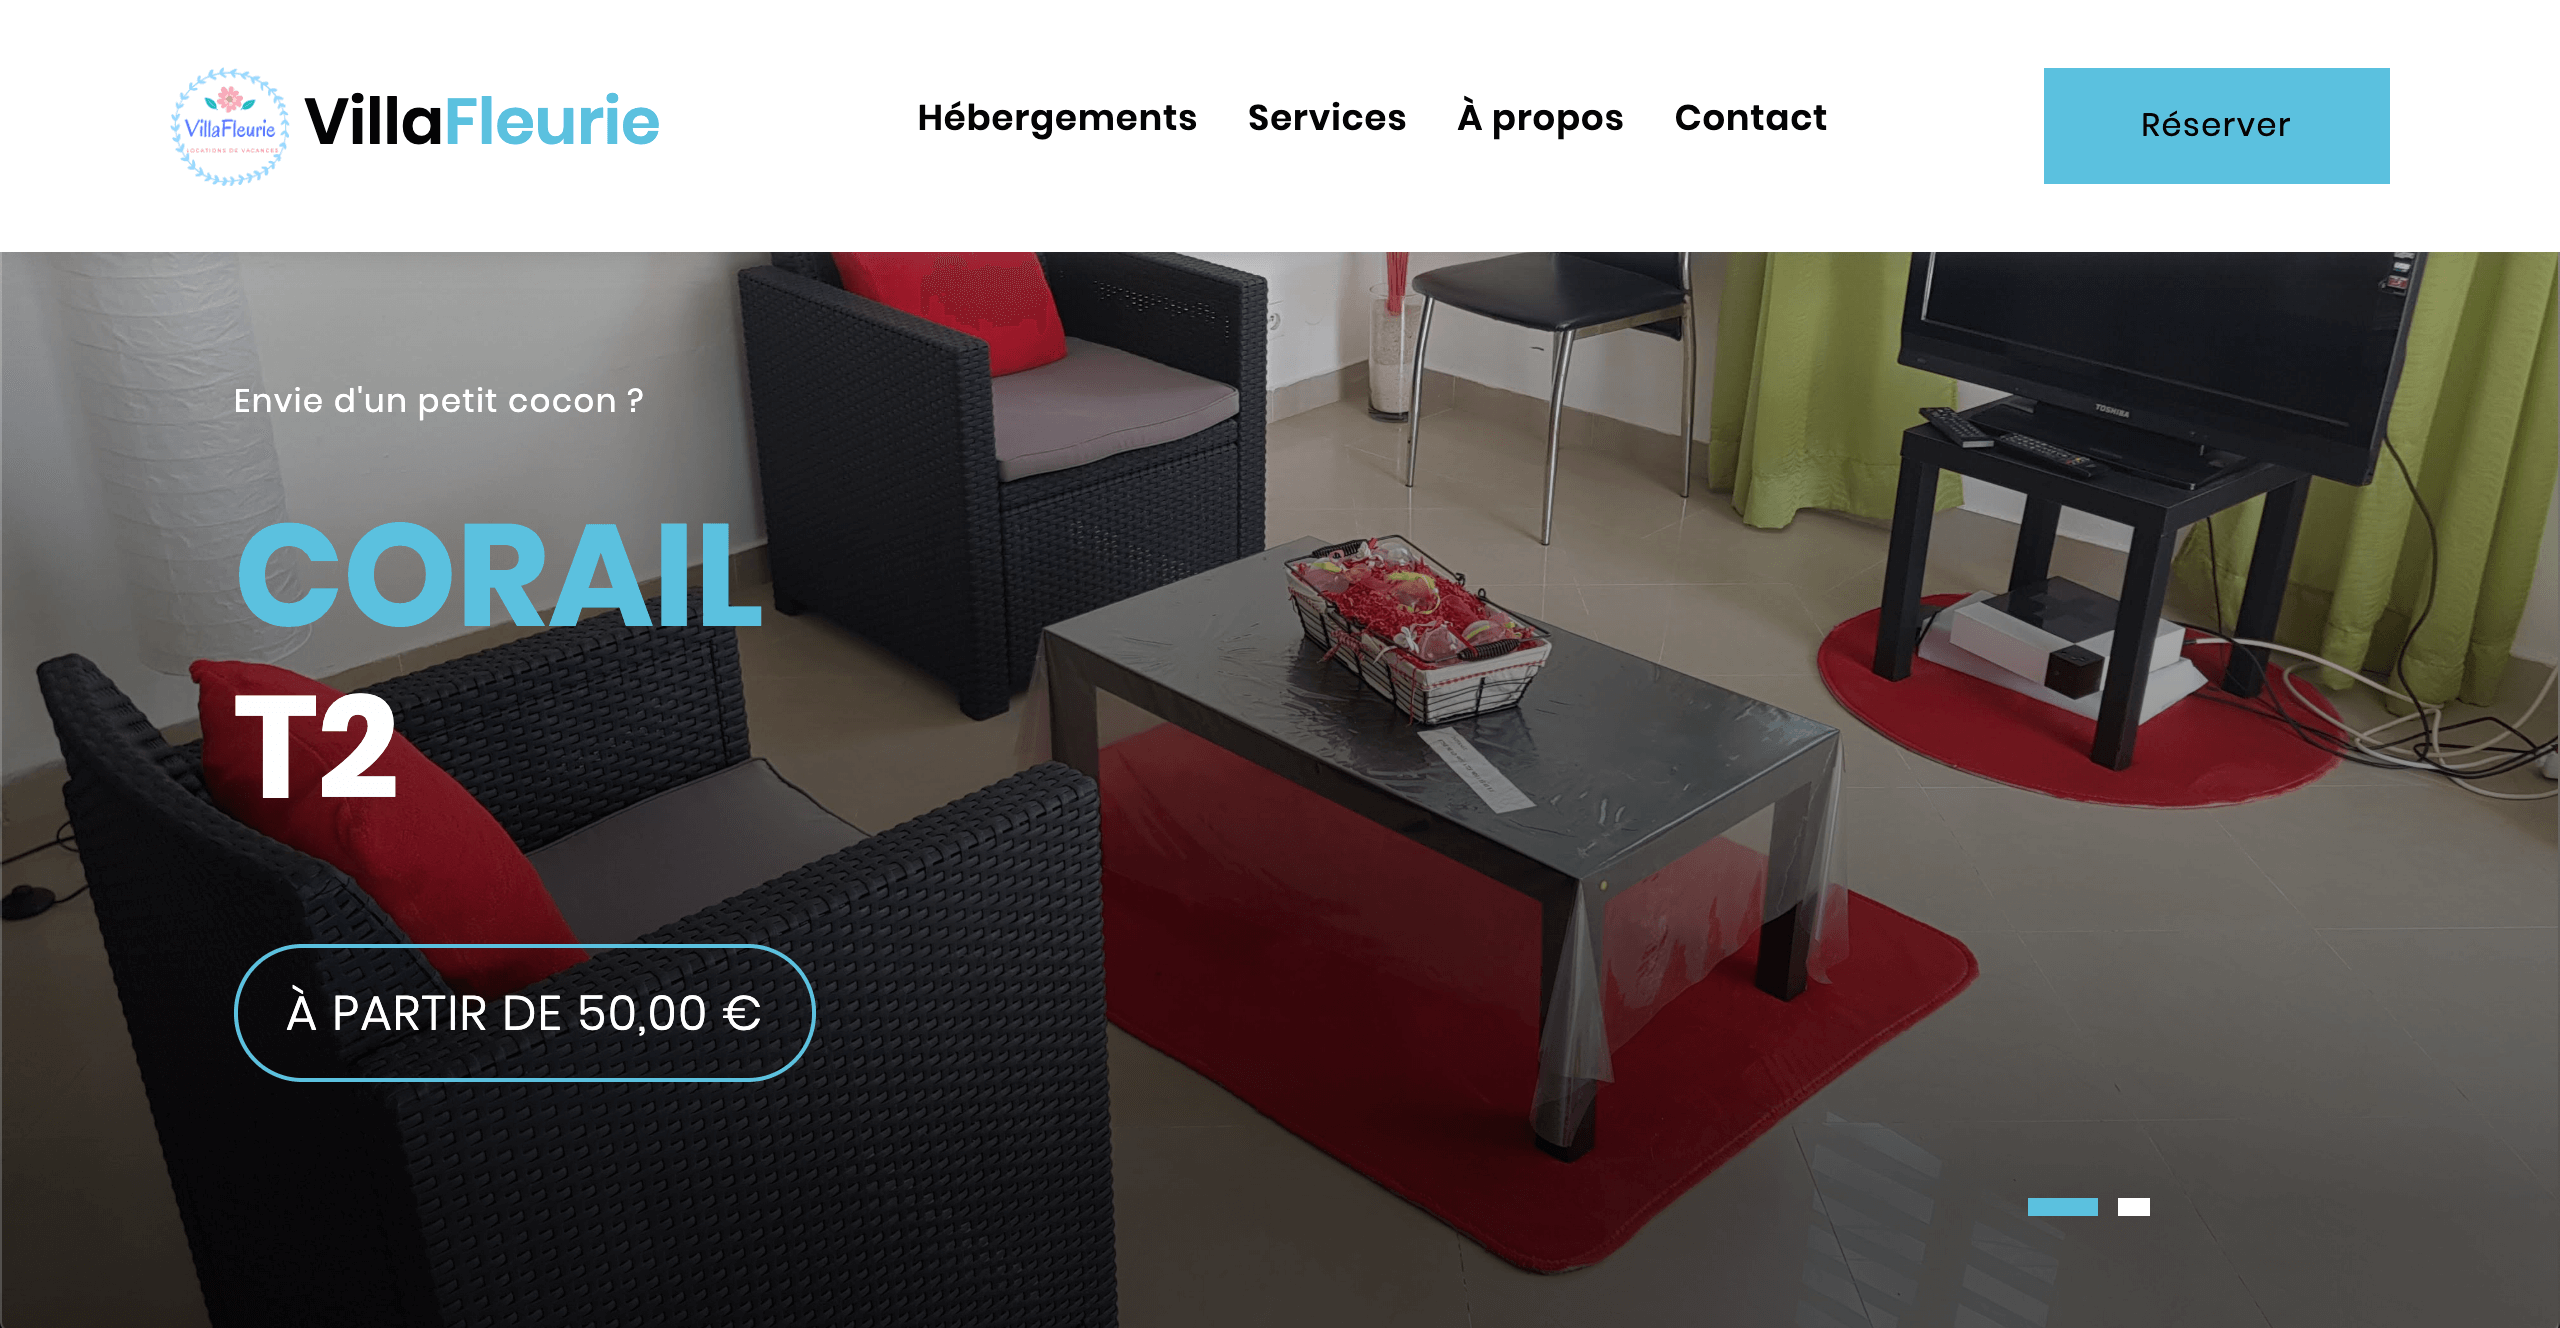 VillaFleurie
LOCATIONS DE VACANCES
VillaFleurie
Hébergements
Services
À propos
Contact
Réserver
Envie d'un petit cocon ?
CORAIL
T2
À PARTIR DE 50,00 €
TOSHIBA